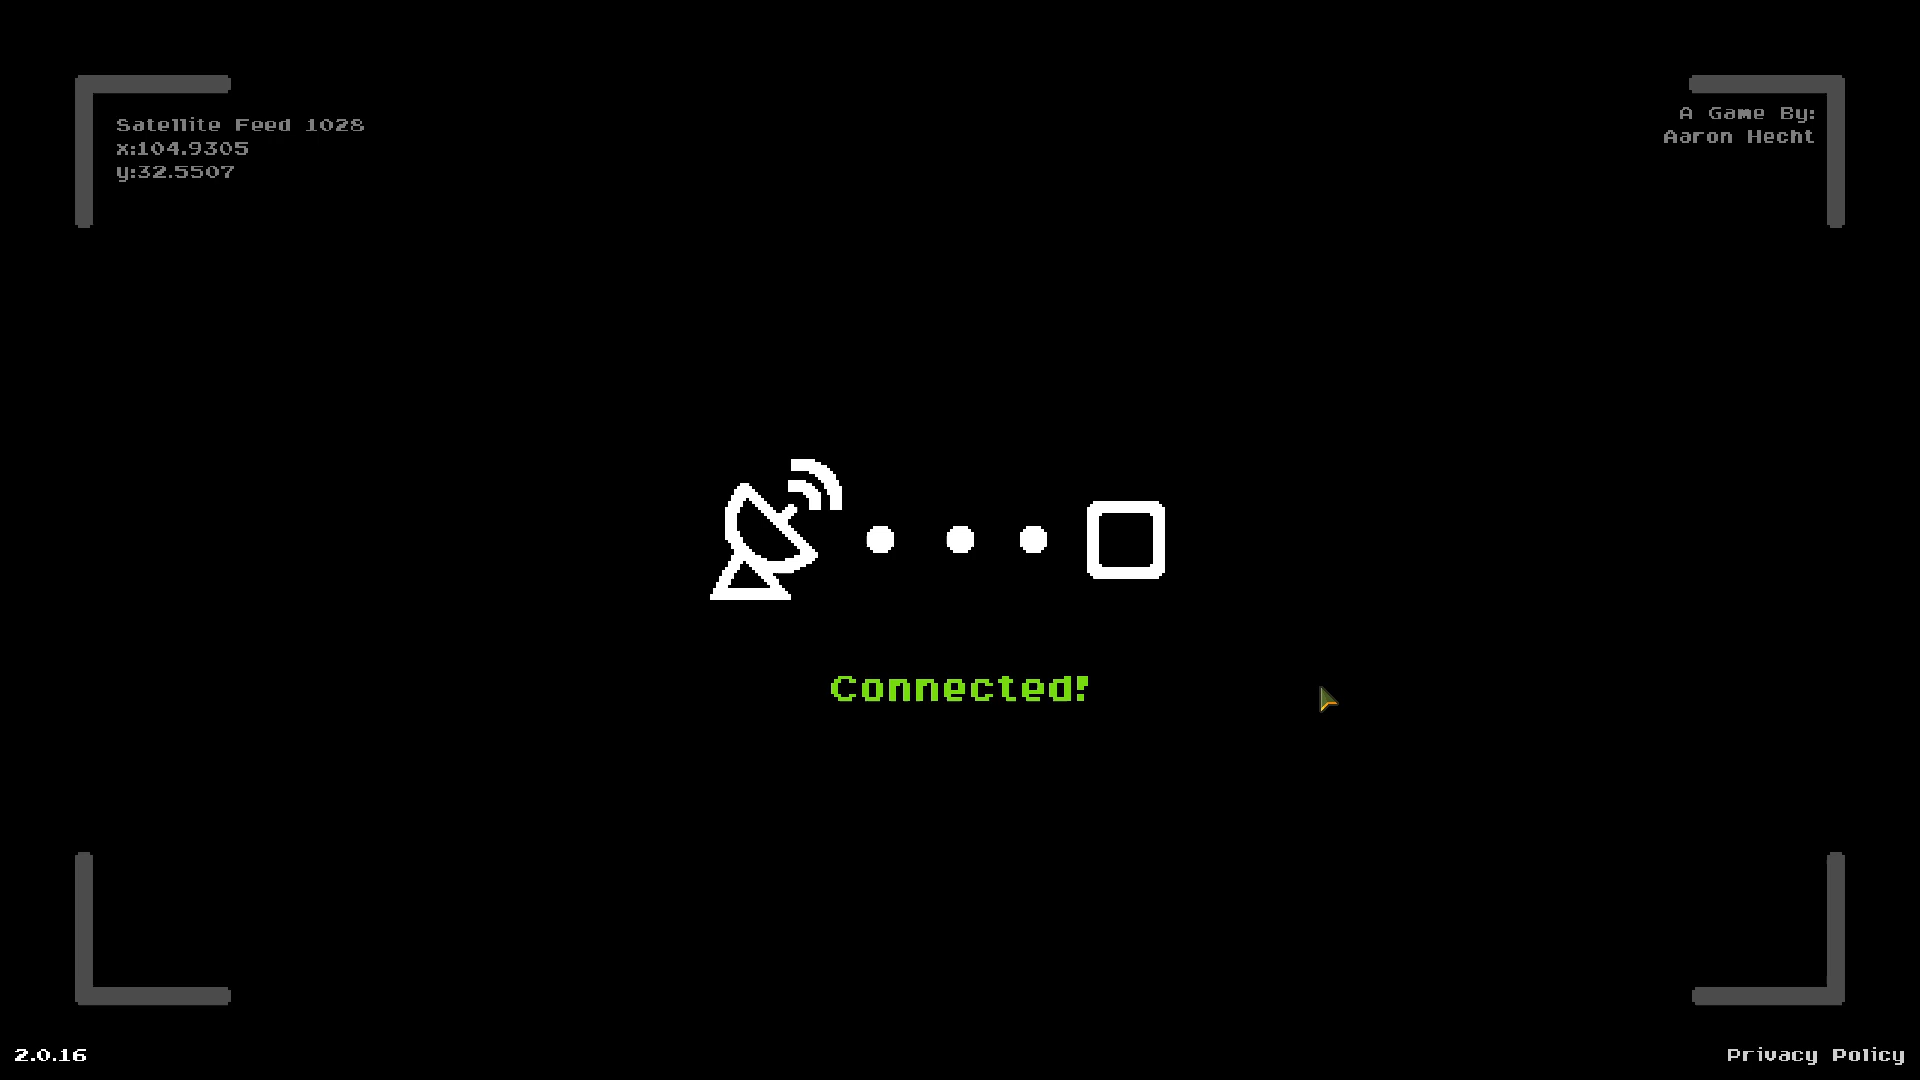 Satellite Feed 1028
x:104.9305
y:32.5507
A Game By:
Aaron Hecht
Connected!
2.0.16
Privacy Policy